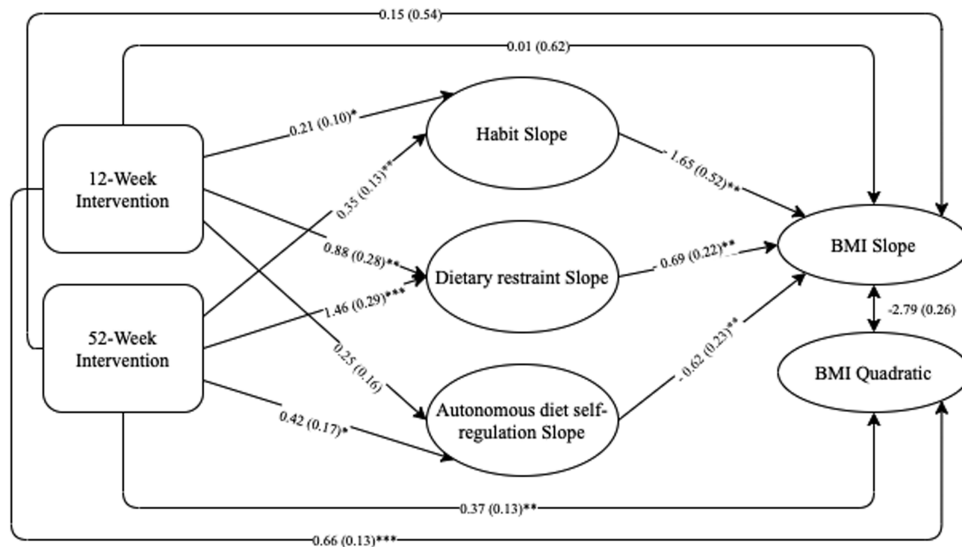 0.15 (0.54)
0.01 (0.62)
12-Week
Intervention
52-Week
Intervention
0.21 (0.10)*
0.35 (0.13)**
0.88 (0.28)**
1.46 (0.29)***
0.25 (0.16)
0.42 (0.17)*
Habit Slope
Dietary restraint Slope
Autonomous diet self-
regulation Slope
- 1.65 (0.52)**
- 0.69 (0.22)**
- 0.62 (0.23)**
BMI Slope
-2.79 (0.26)
BMI Quadratic
0.37 (0.13)**
0.66 (0.13)***